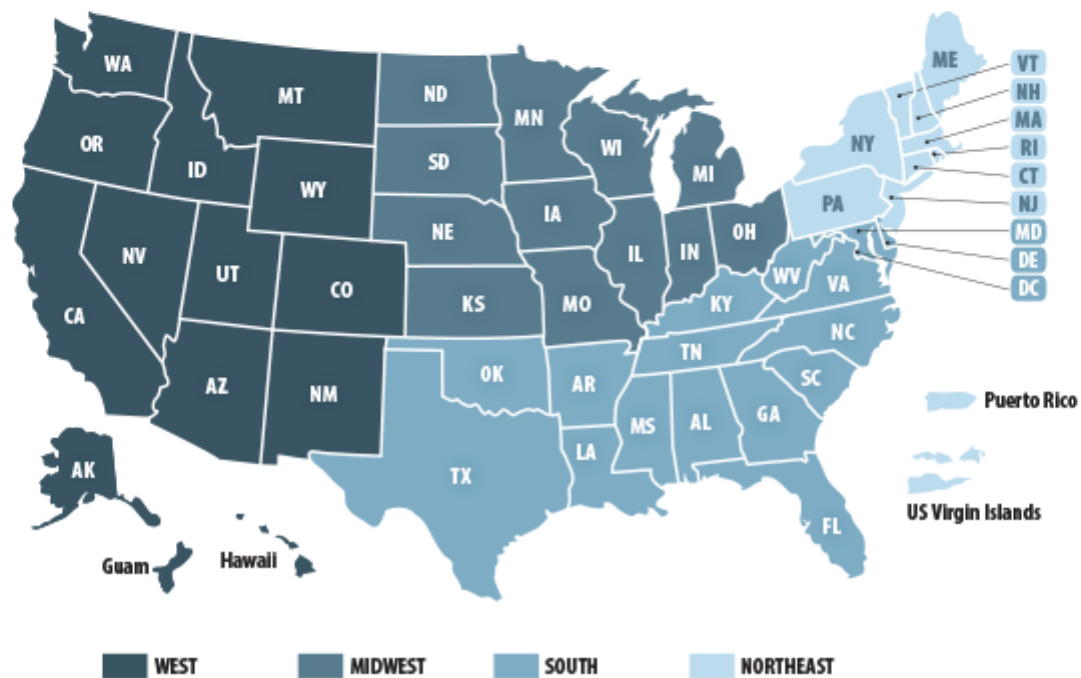 WA
MT
ND
MN
ME
VT
NH
MA
RI
CT
NJ
MD
DE
DC
OR
ID
WY
SD
WI
MI
NY
NV
UT
CO
NE
IA
IL
IN
OH
PA
CA
KS
MO
WV
VA
KY
AZ
NM
OK
AR
TN
NC
SC
TX
LA
MS
AL
GA
FL
AK
Guam
Hawaii
Puerto Rico
US Virgin Islands
WEST
MIDWEST
SOUTH
NORTHEAST